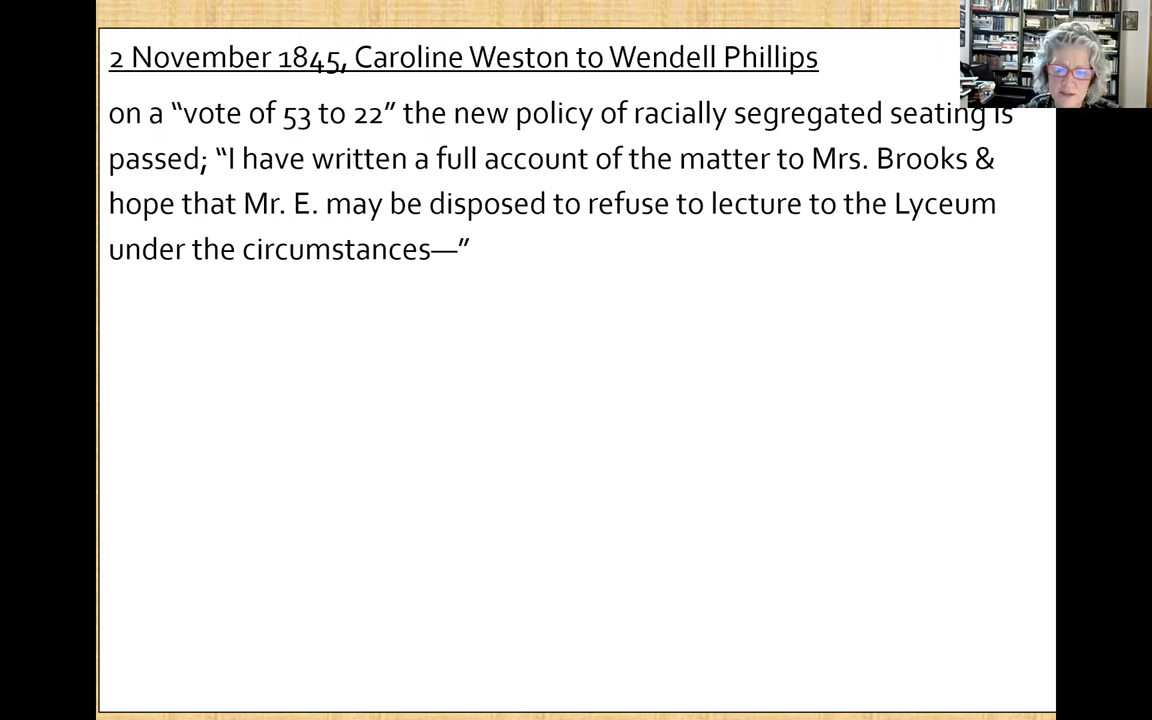 2 November 1845, Caroline Weston to Wendell Phillips
on a “vote of 53 to 22” the new policy of racially segregated seating is
passed; “I have written a full account of the matter to Mrs. Brooks &
hope that Mr. E. may be disposed to refuse to lecture to the Lyceum
under the circumstances—”